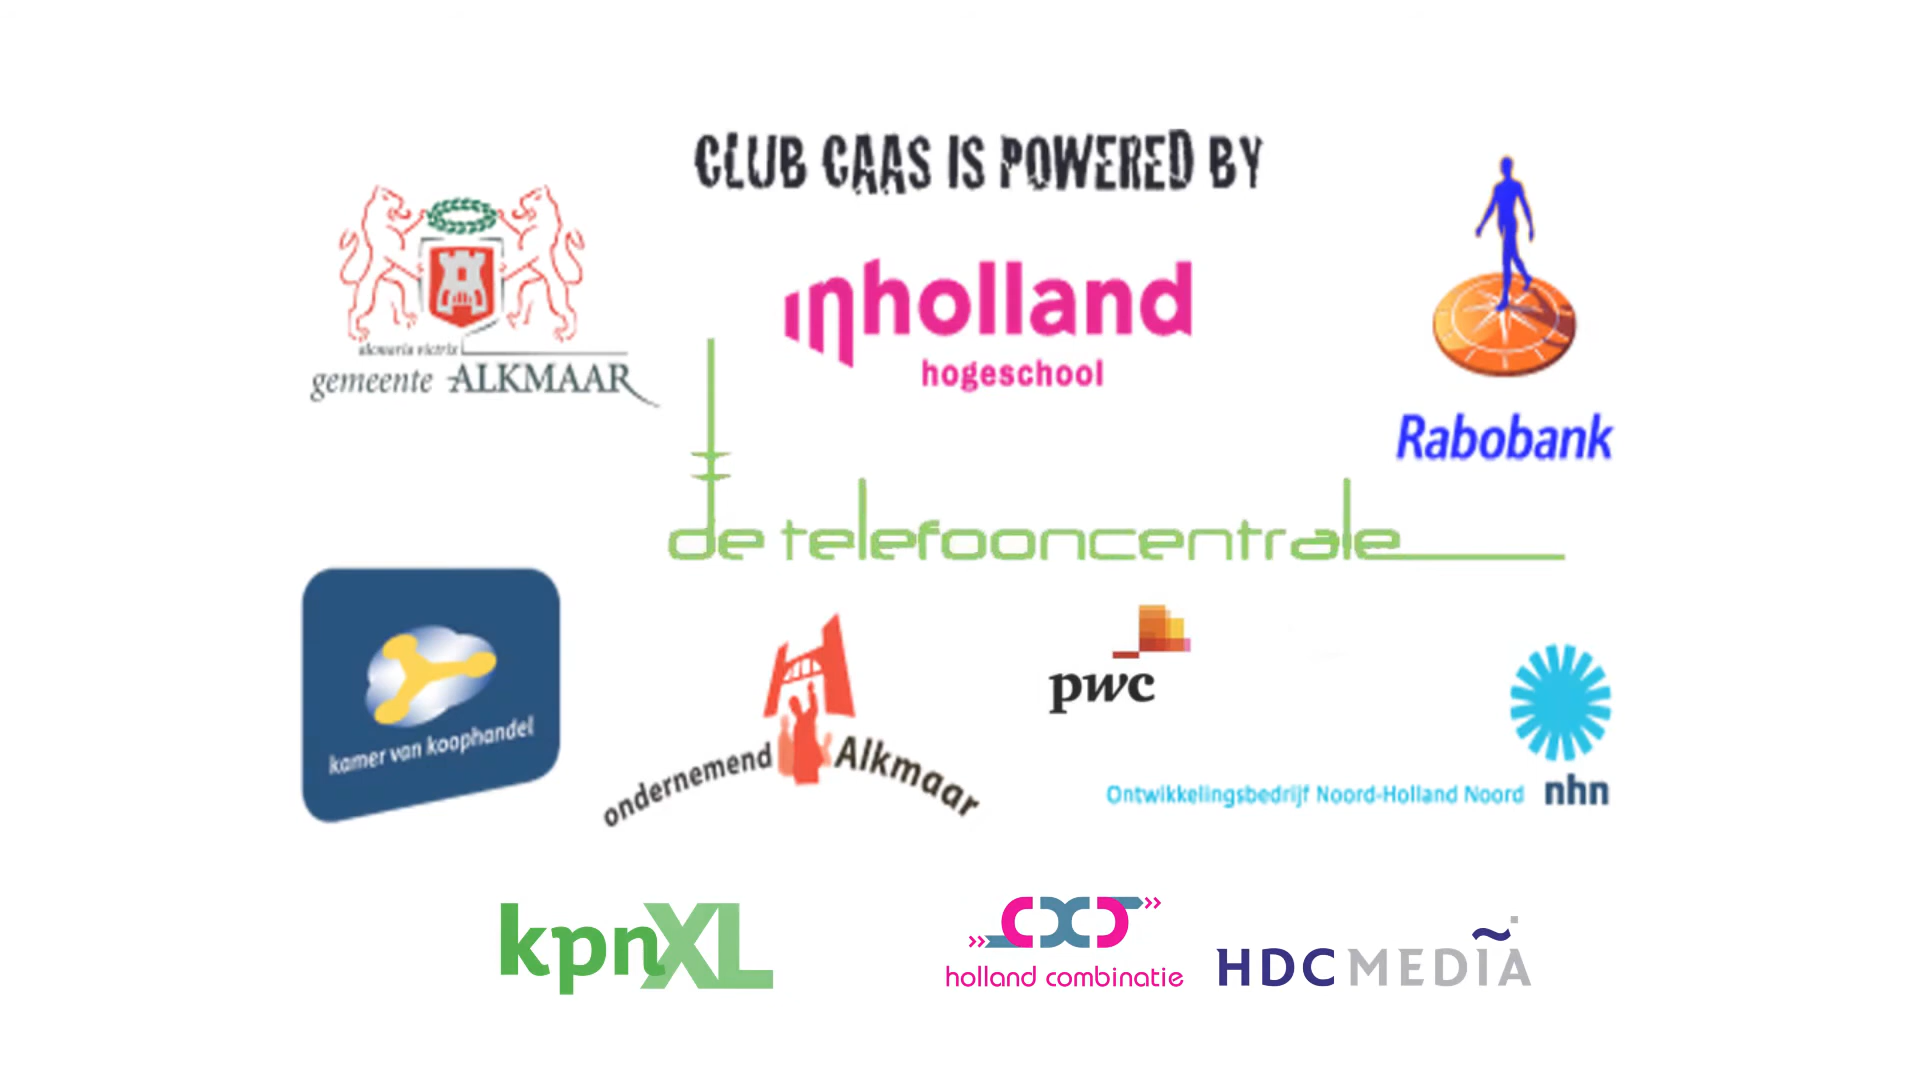 CLUB CAAS IS POWERED BY
alcmaria victrix
gemeente ALKMAAR
inholland
hogeschool
Rabobank
de telefooncentrale
kamer van koophandel
ondernemend Alkmaar
pwc
Ontwikkelingsbedrijf Noord-Holland Noord nhn
kpnXL
holland combinatie
HDC MEDIA